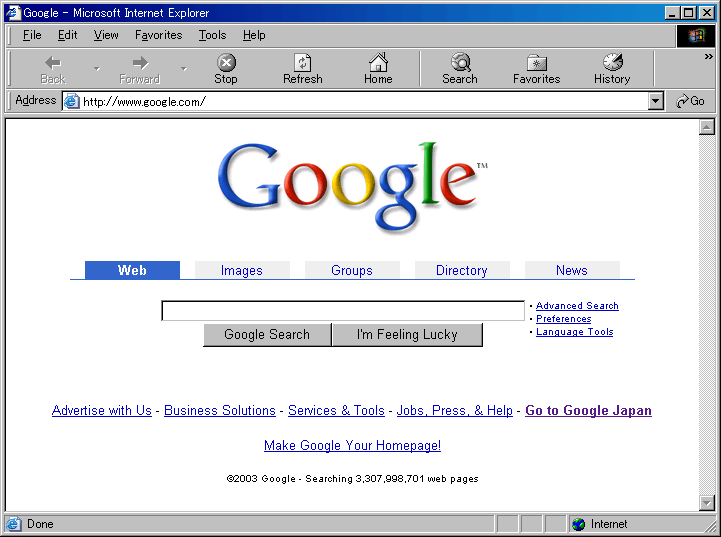 Google - Microsoft Internet Explorer
File Edit View Favorites Tools Help
Back Forward Stop Refresh Home Search Favorites History »
Address http://www.google.com/ Go
Google™
Web Images Groups Directory News
• Advanced Search
• Preferences
• Language Tools
Google Search I'm Feeling Lucky
Advertise with Us - Business Solutions - Services & Tools - Jobs, Press, & Help - Go to Google Japan
Make Google Your Homepage!
©2003 Google - Searching 3,307,998,701 web pages
Done Internet